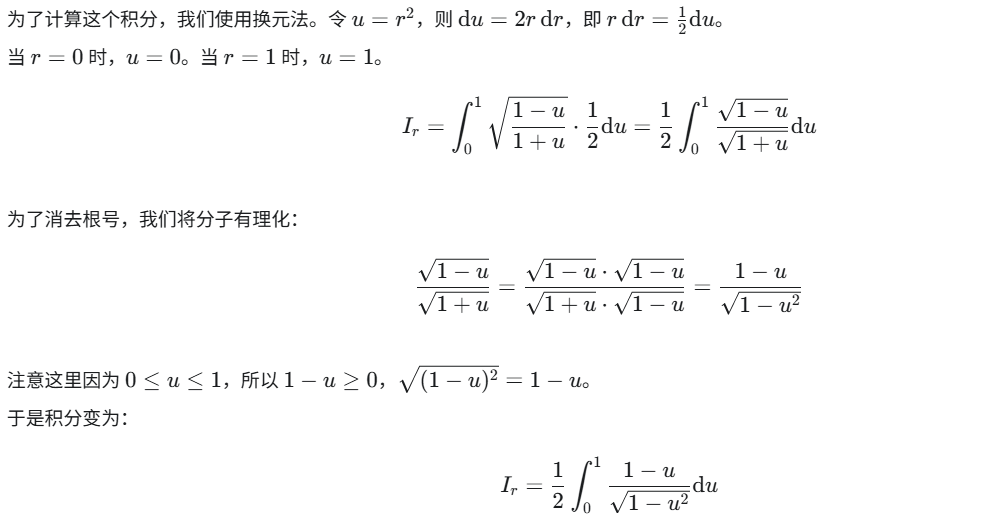 为了计算这个积分，我们使用换元法。令 $u = r^2$，则 $\mathrm{d}u = 2r\,\mathrm{d}r$，即 $r\,\mathrm{d}r = \frac{1}{2}\mathrm{d}u$。
当 $r = 0$ 时，$u = 0$。当 $r = 1$ 时，$u = 1$。
$I_r = \int_0^1 \sqrt{\frac{1-u}{1+u}} \cdot \frac{1}{2}\mathrm{d}u = \frac{1}{2}\int_0^1 \frac{\sqrt{1-u}}{\sqrt{1+u}}\mathrm{d}u$
为了消去根号，我们将分子有理化：
$\frac{\sqrt{1-u}}{\sqrt{1+u}} = \frac{\sqrt{1-u}\cdot\sqrt{1-u}}{\sqrt{1+u}\cdot\sqrt{1-u}} = \frac{1-u}{\sqrt{1-u^2}}$
注意这里因为 $0 \le u \le 1$，所以 $1-u \ge 0$，$\sqrt{(1-u)^2} = 1-u$。
于是积分变为：
$I_r = \frac{1}{2}\int_0^1 \frac{1-u}{\sqrt{1-u^2}}\mathrm{d}u$